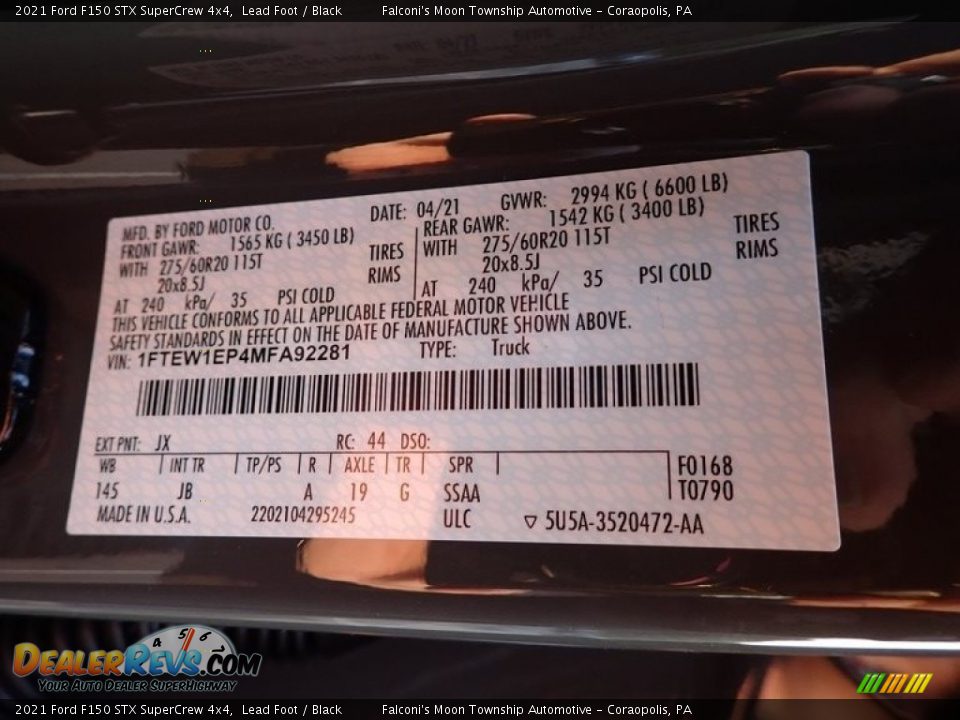 2021 Ford F150 STX SuperCrew 4x4, Lead Foot / Black Falconi's Moon Township Automotive - Coraopolis, PA
MFD. BY FORD MOTOR CO. DATE: 04/21 GVWR: 2994 KG ( 6600 LB)
FRONT GAWR: 1565 KG ( 3450 LB) REAR GAWR: 1542 KG ( 3400 LB)
WITH 275/60R20 115T TIRES WITH 275/60R20 115T TIRES
20x8.5J RIMS 20x8.5J RIMS
AT 240 kPa/ 35 PSI COLD AT 240 kPa/ 35 PSI COLD
THIS VEHICLE CONFORMS TO ALL APPLICABLE FEDERAL MOTOR VEHICLE
SAFETY STANDARDS IN EFFECT ON THE DATE OF MANUFACTURE SHOWN ABOVE.
VIN: 1FTEW1EP4MFA92281 TYPE: Truck
EXT PNT: JX RC: 44 DSO:
WB INT TR TP/PS R AXLE TR SPR F0168
145 JB A 19 G SSAA T0790
MADE IN U.S.A. 2202104295245 ULC ▽ 5U5A-3520472-AA
4 5 6
DEALERREVS.COM
YOUR AUTO DEALER SUPERHIGHWAY
2021 Ford F150 STX SuperCrew 4x4, Lead Foot / Black Falconi's Moon Township Automotive - Coraopolis, PA